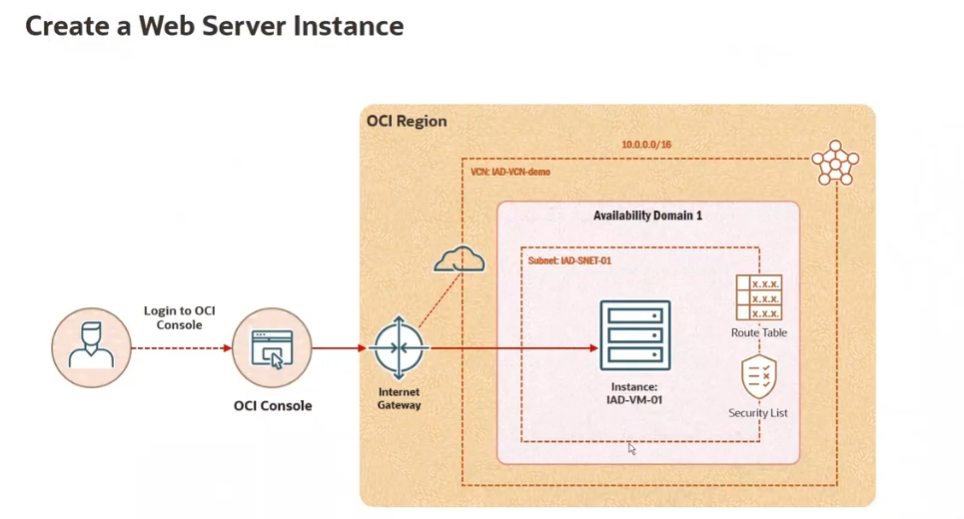 Create a Web Server Instance
OCI Region
10.0.0.0/16
VCN: IAD-VCN-demo
Availability Domain 1
Subnet: IAD-SNET-01
Login to OCI
Console
OCI Console
Internet
Gateway
Instance:
IAD-VM-01
X.X.X.
X.X.X.
X.X.X.
Route Table
Security List